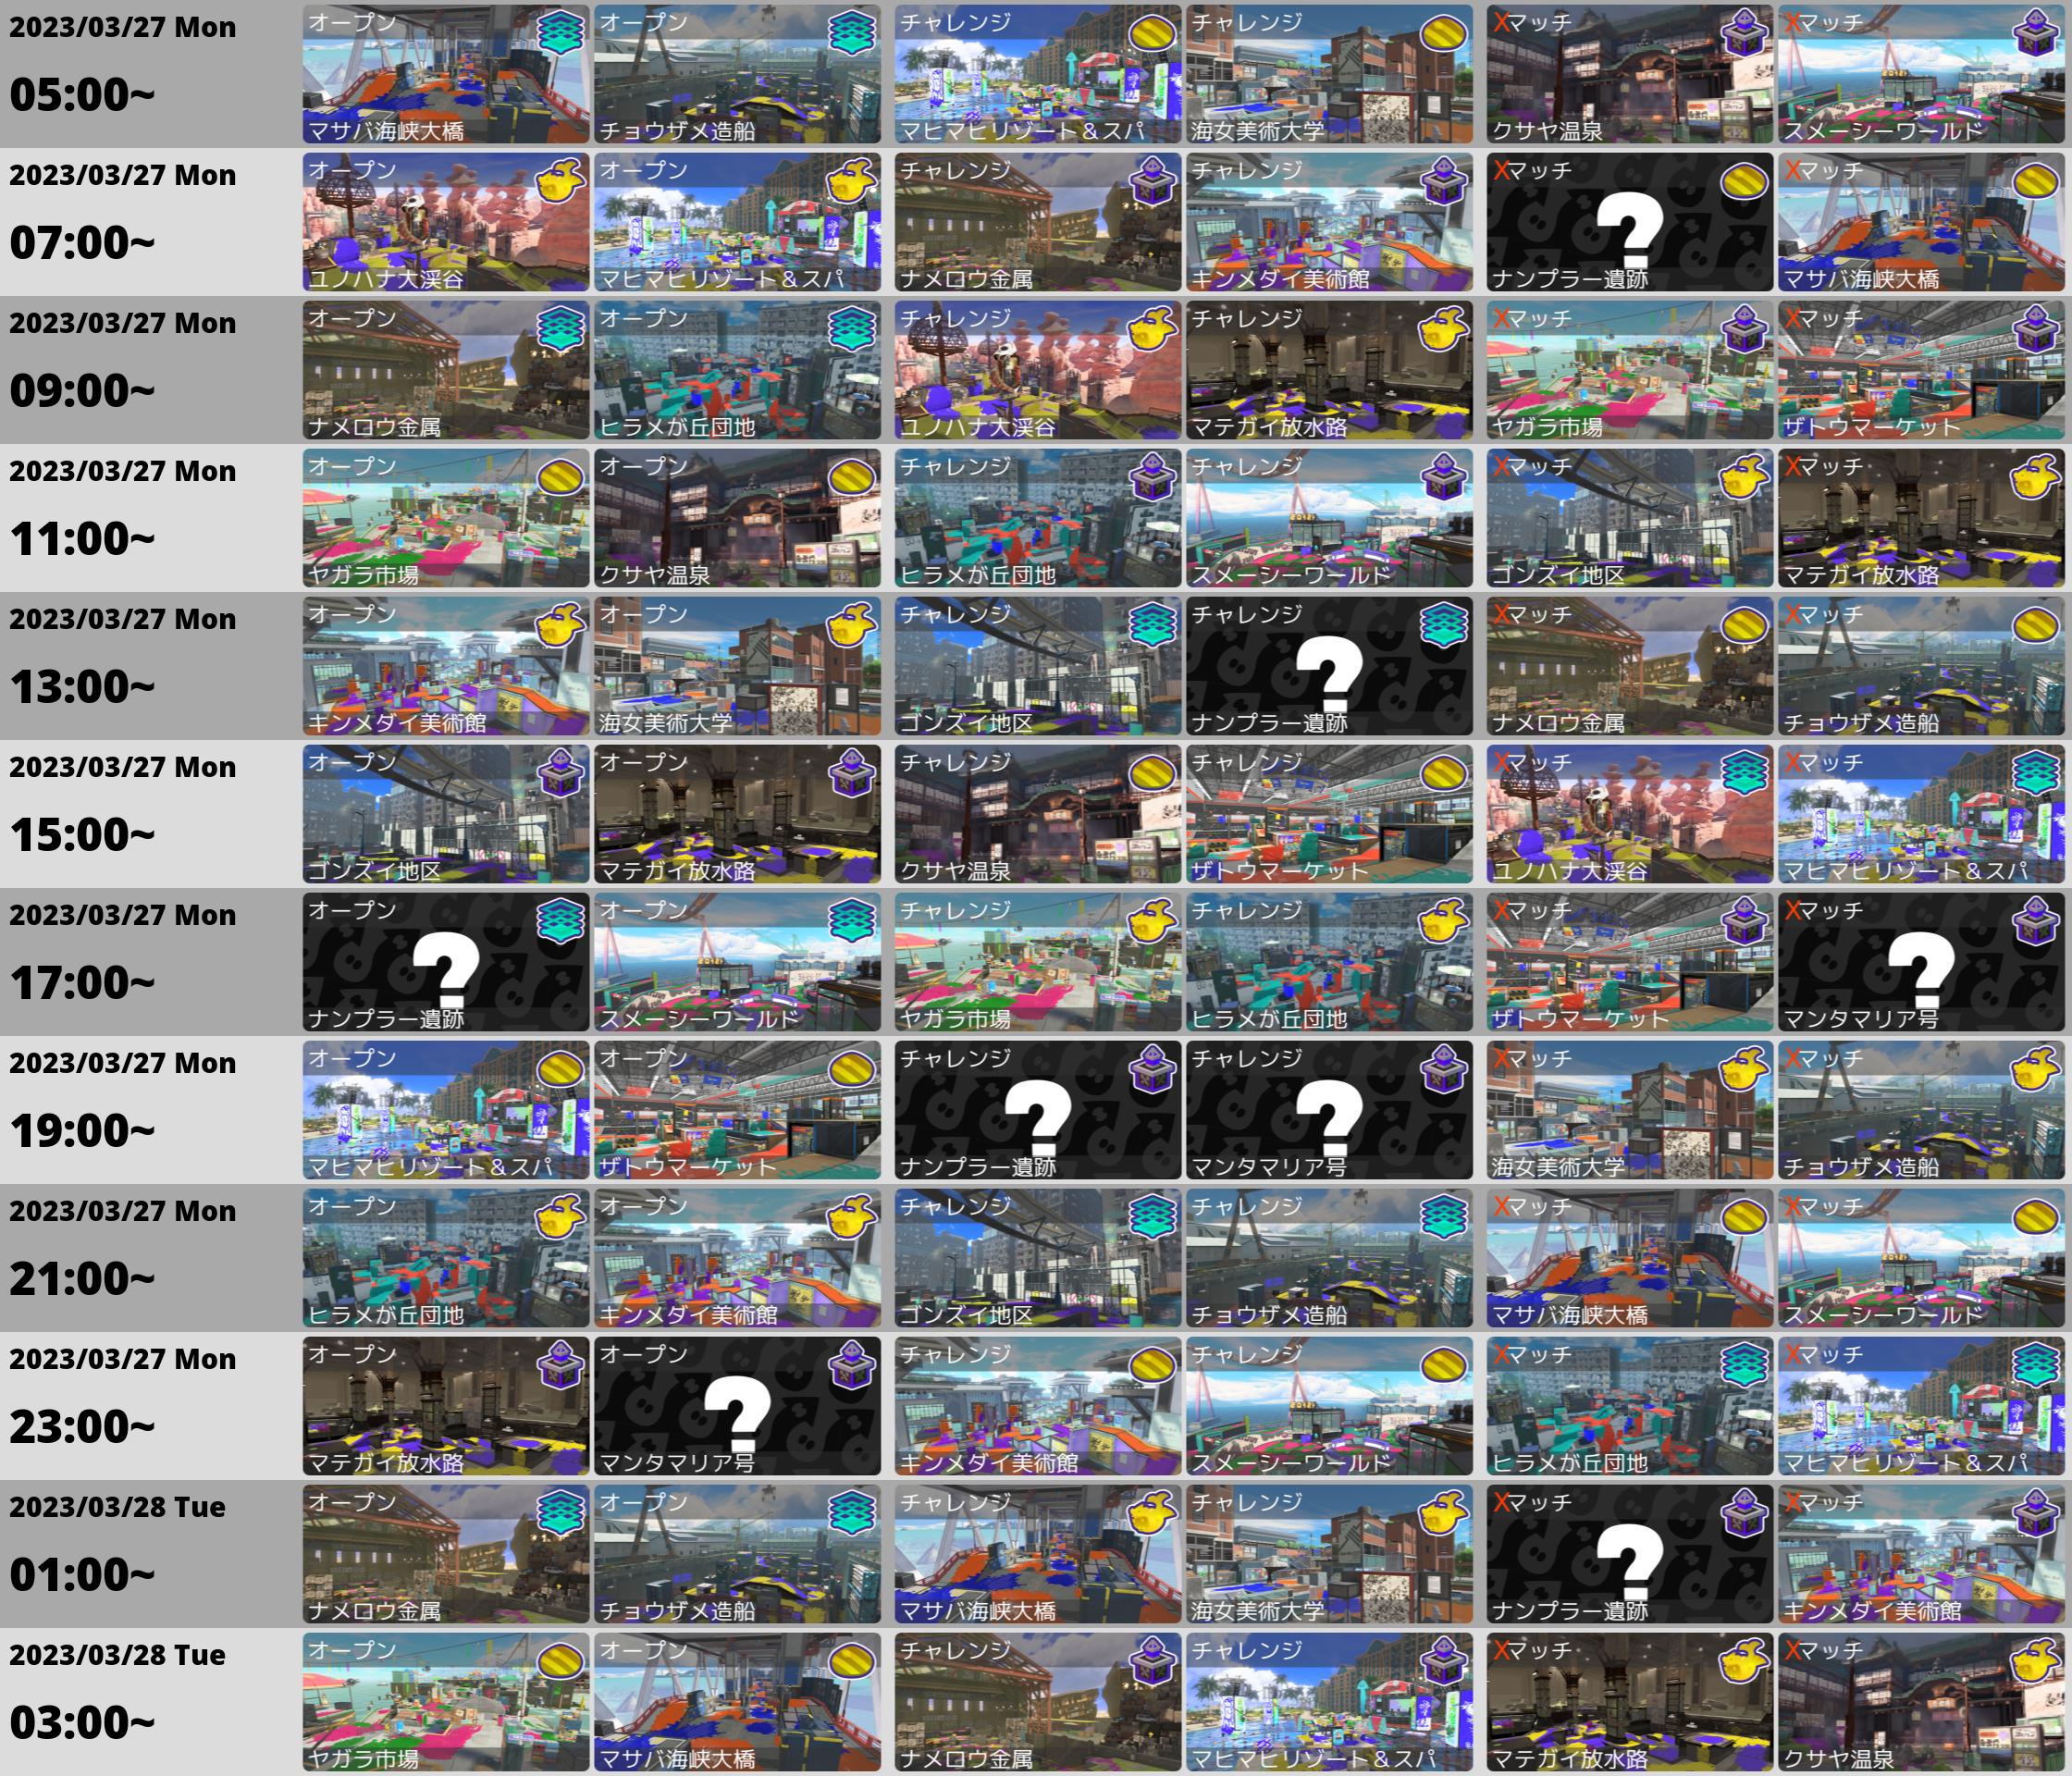 2023/03/27 Mon
05:00~
オープン オープン チャレンジ チャレンジ Xマッチ Xマッチ
マサバ海峡大橋 チョウザメ造船 マヒマヒリゾート＆スパ 海女美術大学 クサヤ温泉 スメーシーワールド
2023/03/27 Mon
07:00~
オープン オープン チャレンジ チャレンジ Xマッチ Xマッチ
ユノハナ大渓谷 マヒマヒリゾート＆スパ ナメロウ金属 キンメダイ美術館 ナンプラー遺跡 マサバ海峡大橋
2023/03/27 Mon
09:00~
オープン オープン チャレンジ チャレンジ Xマッチ Xマッチ
ナメロウ金属 ヒラメが丘団地 ユノハナ大渓谷 マテガイ放水路 ヤガラ市場 ザトウマーケット
2023/03/27 Mon
11:00~
オープン オープン チャレンジ チャレンジ Xマッチ Xマッチ
ヤガラ市場 クサヤ温泉 ヒラメが丘団地 スメーシーワールド ゴンズイ地区 マテガイ放水路
2023/03/27 Mon
13:00~
オープン オープン チャレンジ チャレンジ Xマッチ Xマッチ
キンメダイ美術館 海女美術大学 ゴンズイ地区 ナンプラー遺跡 ナメロウ金属 チョウザメ造船
2023/03/27 Mon
15:00~
オープン オープン チャレンジ チャレンジ Xマッチ Xマッチ
ゴンズイ地区 マテガイ放水路 クサヤ温泉 ザトウマーケット ユノハナ大渓谷 マヒマヒリゾート＆スパ
2023/03/27 Mon
17:00~
オープン オープン チャレンジ チャレンジ Xマッチ Xマッチ
ナンプラー遺跡 スメーシーワールド ヤガラ市場 ヒラメが丘団地 ザトウマーケット マンタマリア号
2023/03/27 Mon
19:00~
オープン オープン チャレンジ チャレンジ Xマッチ Xマッチ
マヒマヒリゾート＆スパ ザトウマーケット ナンプラー遺跡 マンタマリア号 海女美術大学 チョウザメ造船
2023/03/27 Mon
21:00~
オープン オープン チャレンジ チャレンジ Xマッチ Xマッチ
ヒラメが丘団地 キンメダイ美術館 ゴンズイ地区 チョウザメ造船 マサバ海峡大橋 スメーシーワールド
2023/03/27 Mon
23:00~
オープン オープン チャレンジ チャレンジ Xマッチ Xマッチ
マテガイ放水路 マンタマリア号 キンメダイ美術館 スメーシーワールド ヒラメが丘団地 マヒマヒリゾート＆スパ
2023/03/28 Tue
01:00~
オープン オープン チャレンジ チャレンジ Xマッチ Xマッチ
ナメロウ金属 チョウザメ造船 マサバ海峡大橋 海女美術大学 ナンプラー遺跡 キンメダイ美術館
2023/03/28 Tue
03:00~
オープン オープン チャレンジ チャレンジ Xマッチ Xマッチ
ヤガラ市場 マサバ海峡大橋 ナメロウ金属 マヒマヒリゾート＆スパ マテガイ放水路 クサヤ温泉